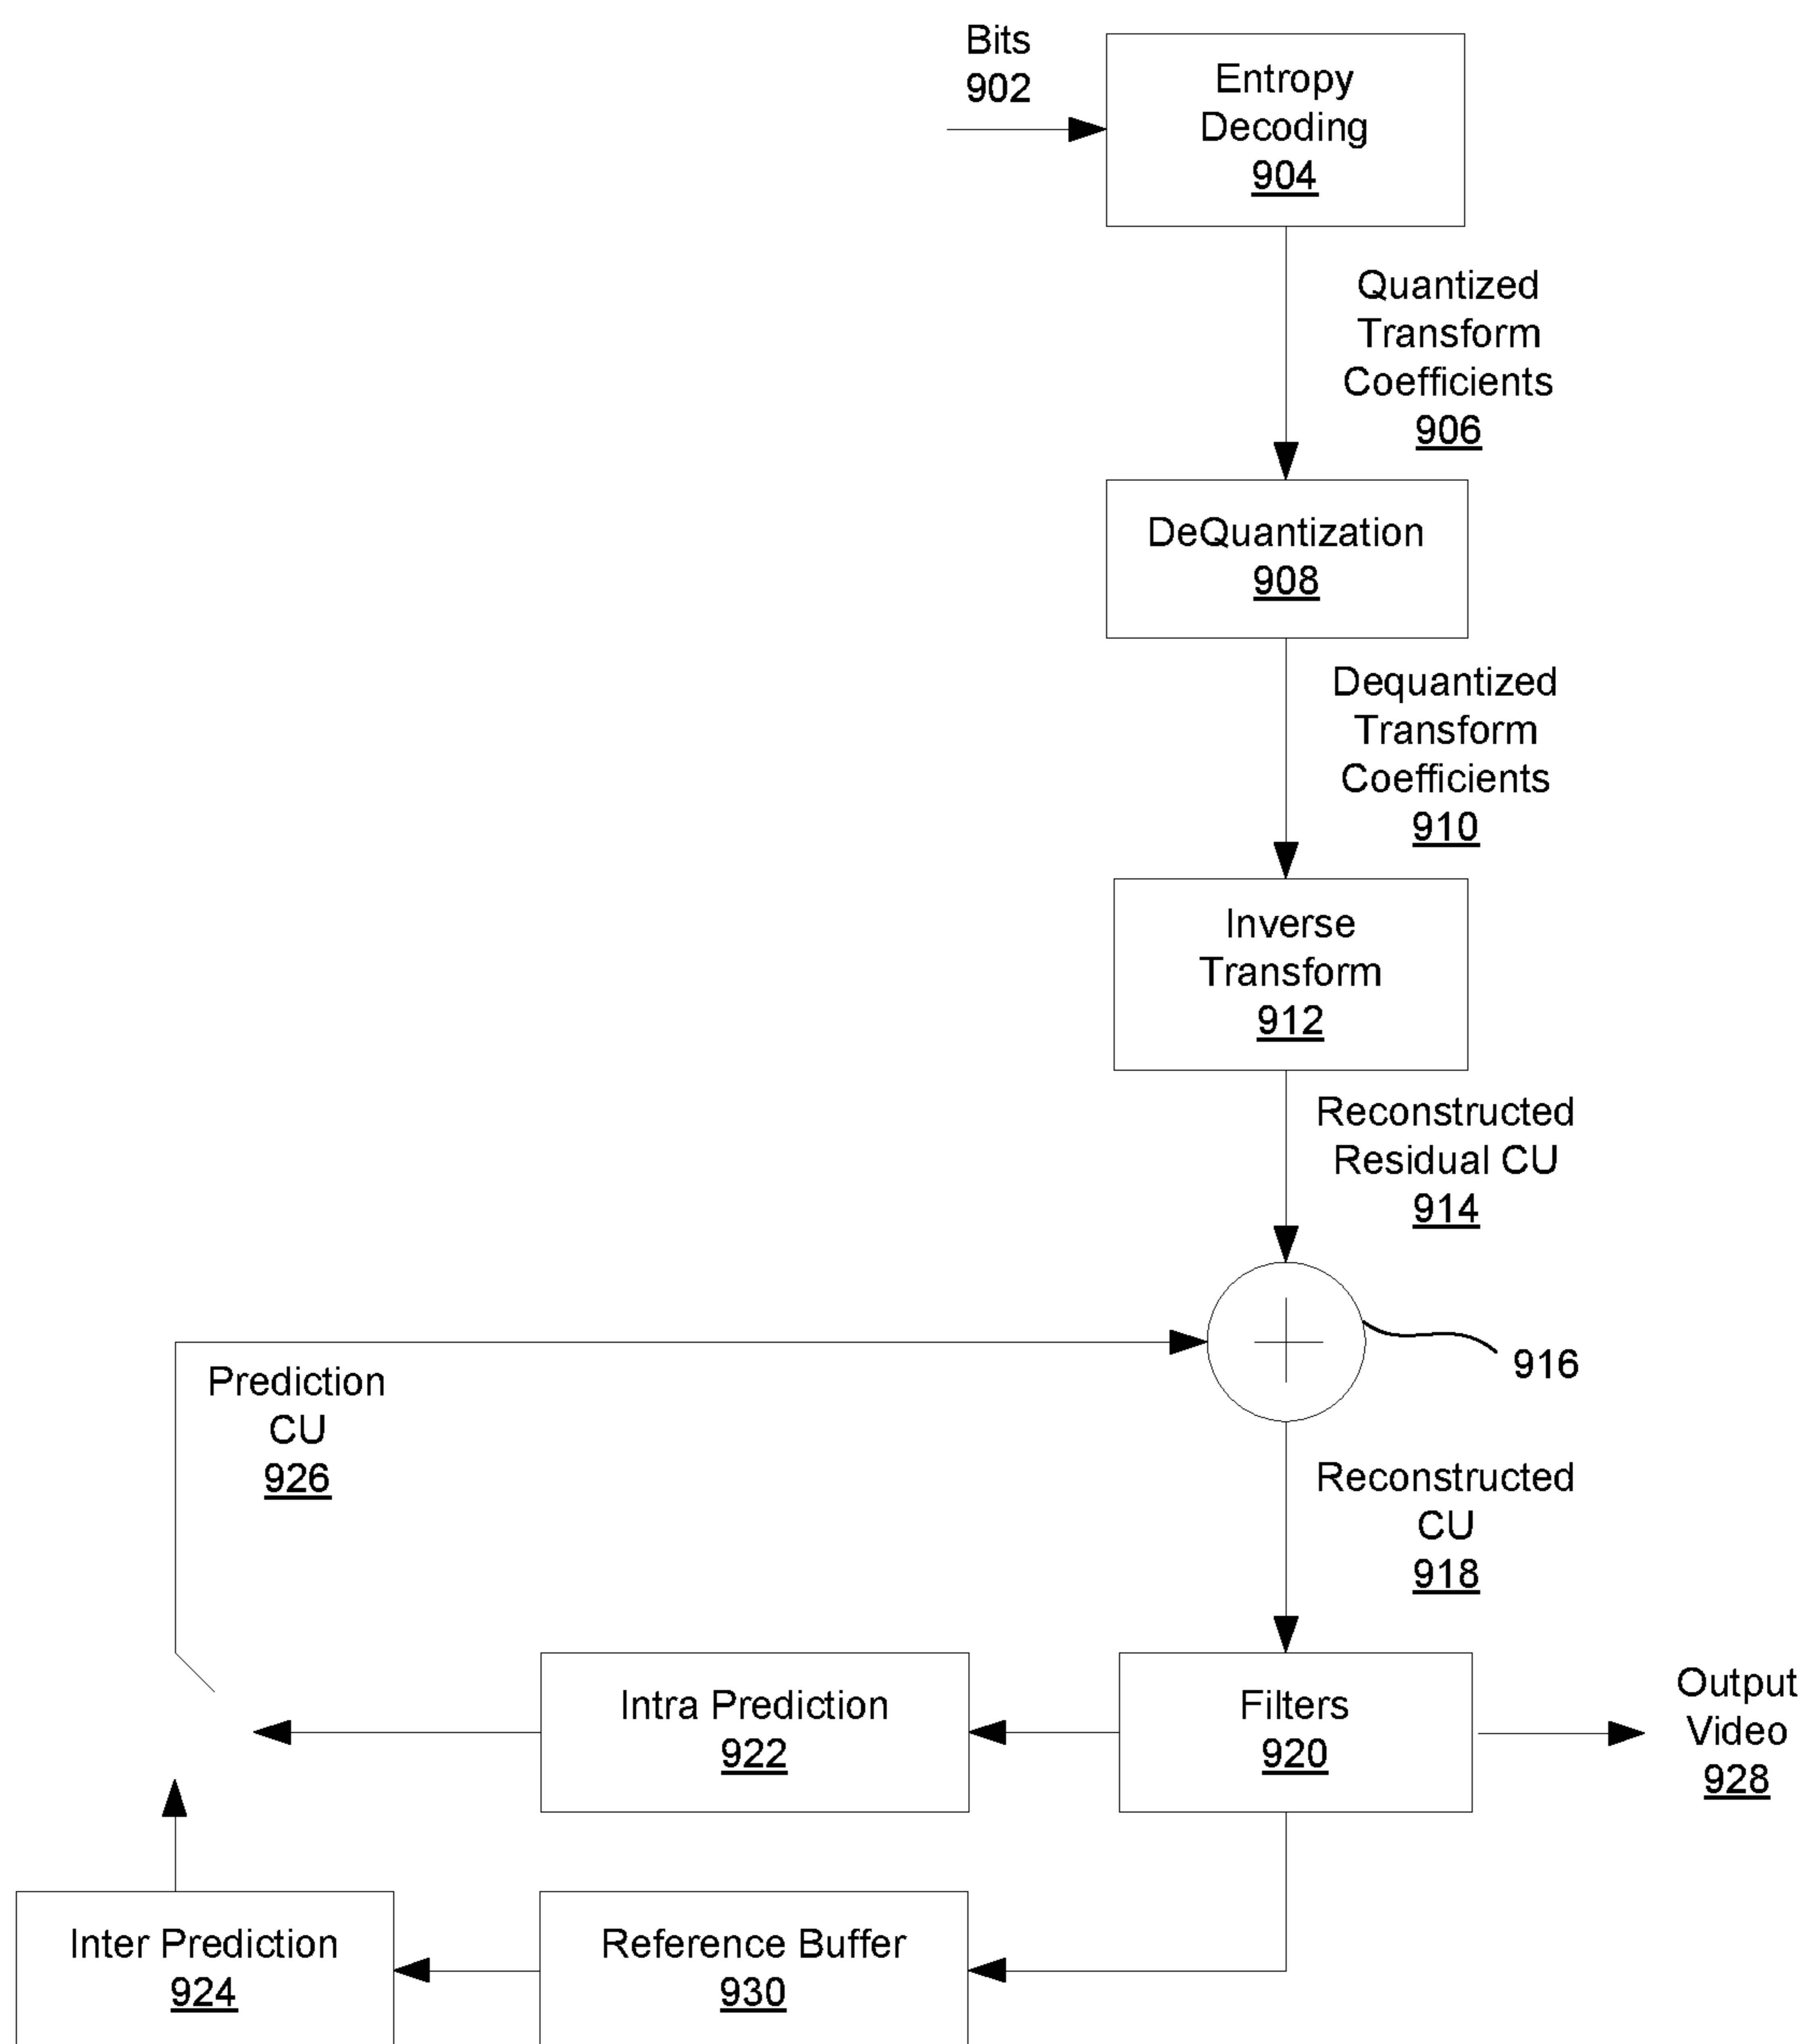 Bits
902
Entropy
Decoding
904
Quantized
Transform
Coefficients
906
DeQuantization
908
Dequantized
Transform
Coefficients
910
Inverse
Transform
912
Reconstructed
Residual CU
914
916
Prediction
CU
926
Reconstructed
CU
918
Intra Prediction
922
Filters
920
Output
Video
928
Inter Prediction
924
Reference Buffer
930